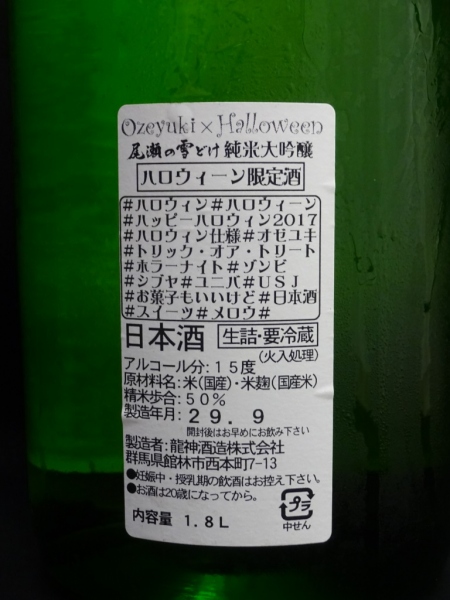 Ozeyuki×Halloween
尾瀬の雪どけ 純米大吟醸
ハロウィーン限定酒
#ハロウィン#ハロウィーン
#ハッピーハロウィン2017
#ハロウィン仕様#オゼユキ
#トリック・オア・トリート
#ホラーナイト#ゾンビ
#シブヤ#ユニバ#USJ
#お菓子もいいけど#日本酒
#スイーツ#メロウ#
日本酒 生詰・要冷蔵
(火入処理)
アルコール分:15度
原材料名:米(国産)・米麹(国産米)
精米歩合:50%
製造年月:29.9
開封後はお早めにお飲み下さい
製造者:龍神酒造株式会社
群馬県館林市西本町7-13
●妊娠中・授乳期の飲酒はお控え下さい。
●お酒は20歳になってから。
内容量 1.8L
プラ
中せん